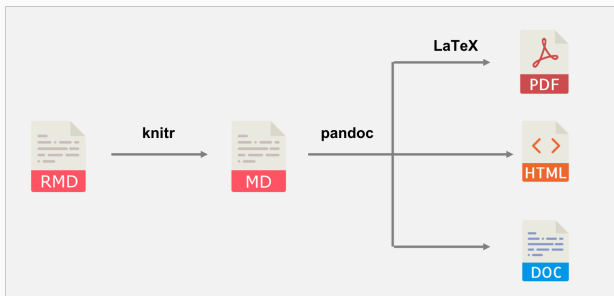 LaTeX
PDF
knitr
pandoc
RMD
MD
HTML
DOC